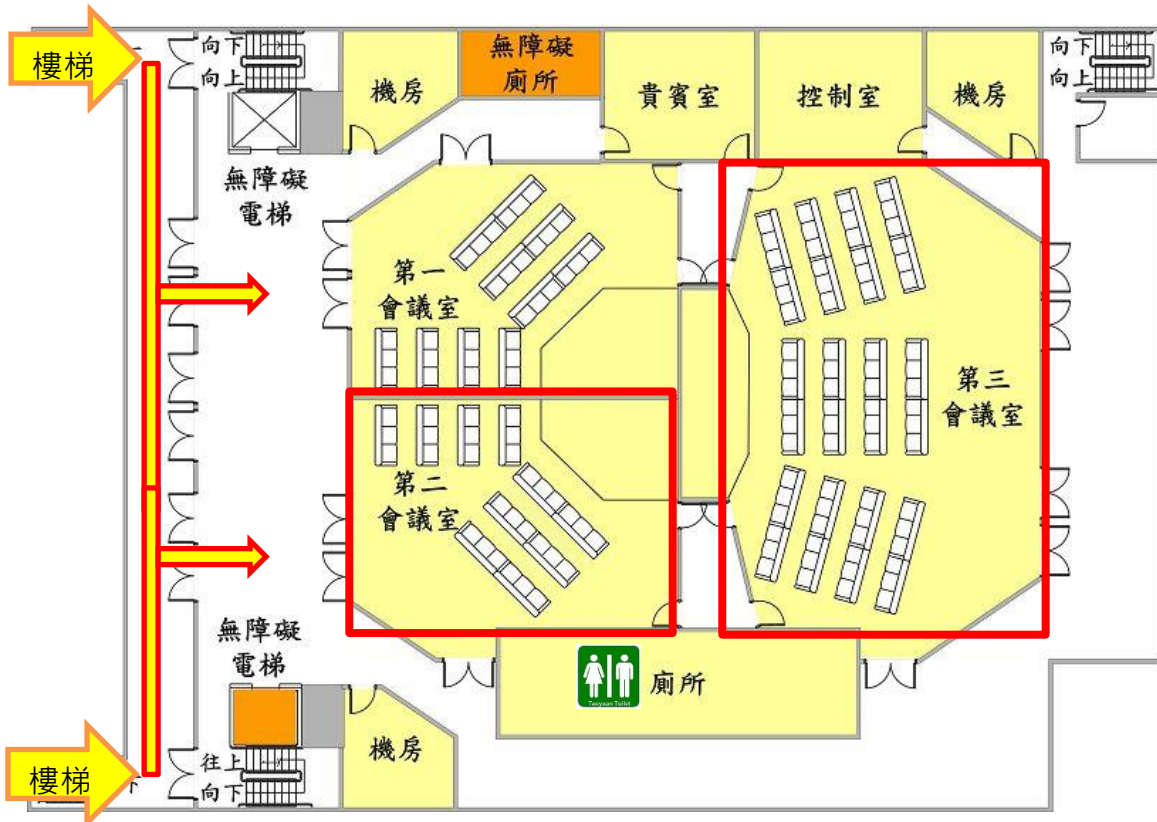 樓梯
向下
向上
機房
無障礙
廁所
貴賓室
控制室
機房
向下
向上
無障礙
電梯
第一
會議室
第三
會議室
第二
會議室
無障礙
電梯
Taoyuan Toilet
廁所
樓梯
下
往上
向下
機房